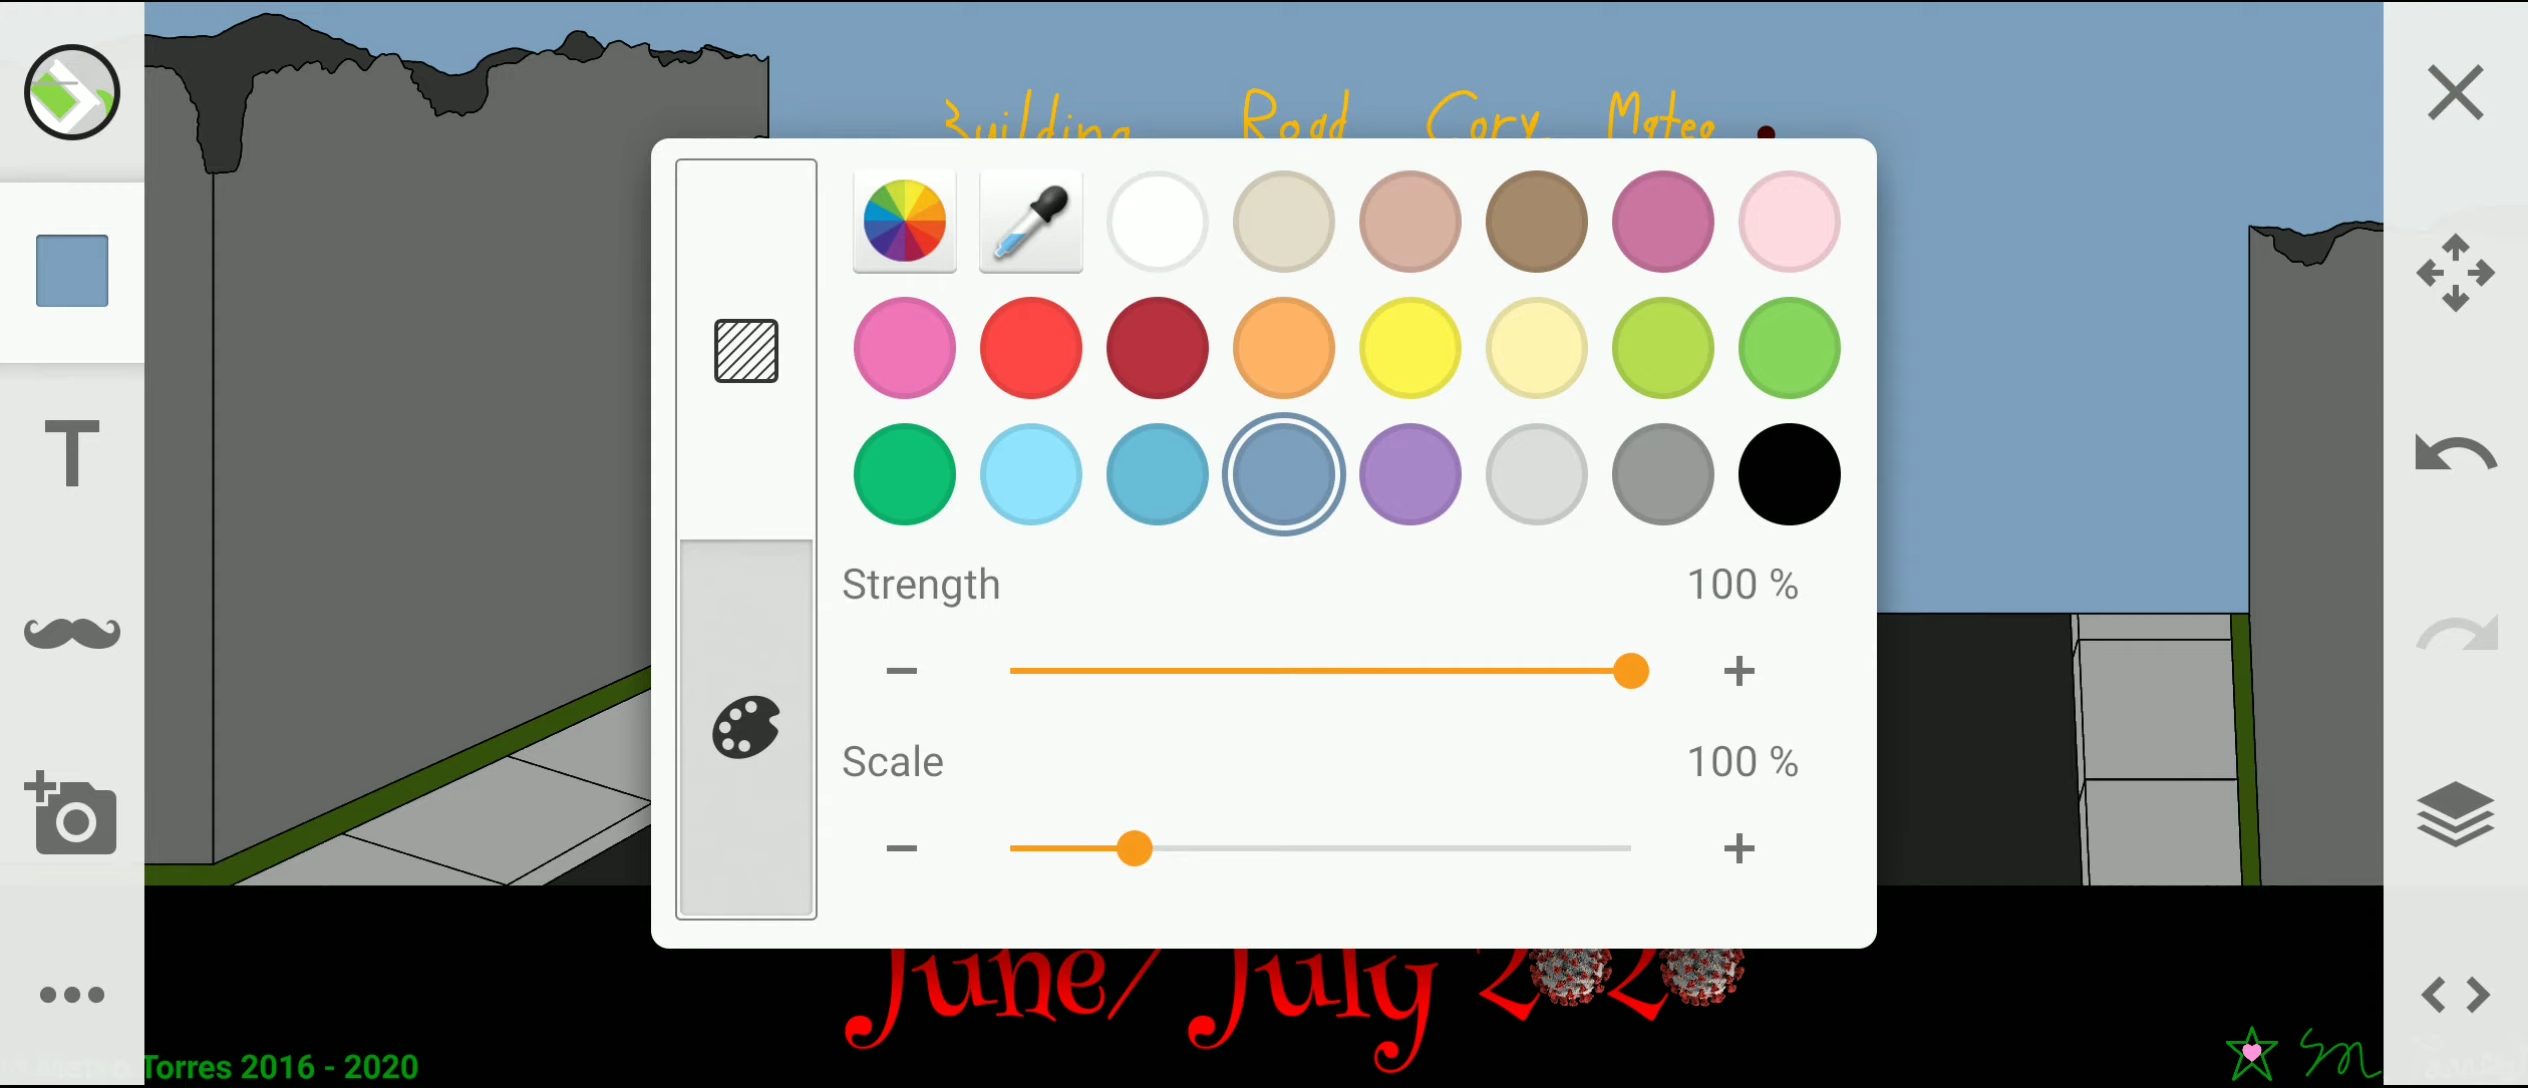 Building Road Cory Mateo
Strength 100 %
Scale 100 %
June/July 2020
Torres 2016 - 2020